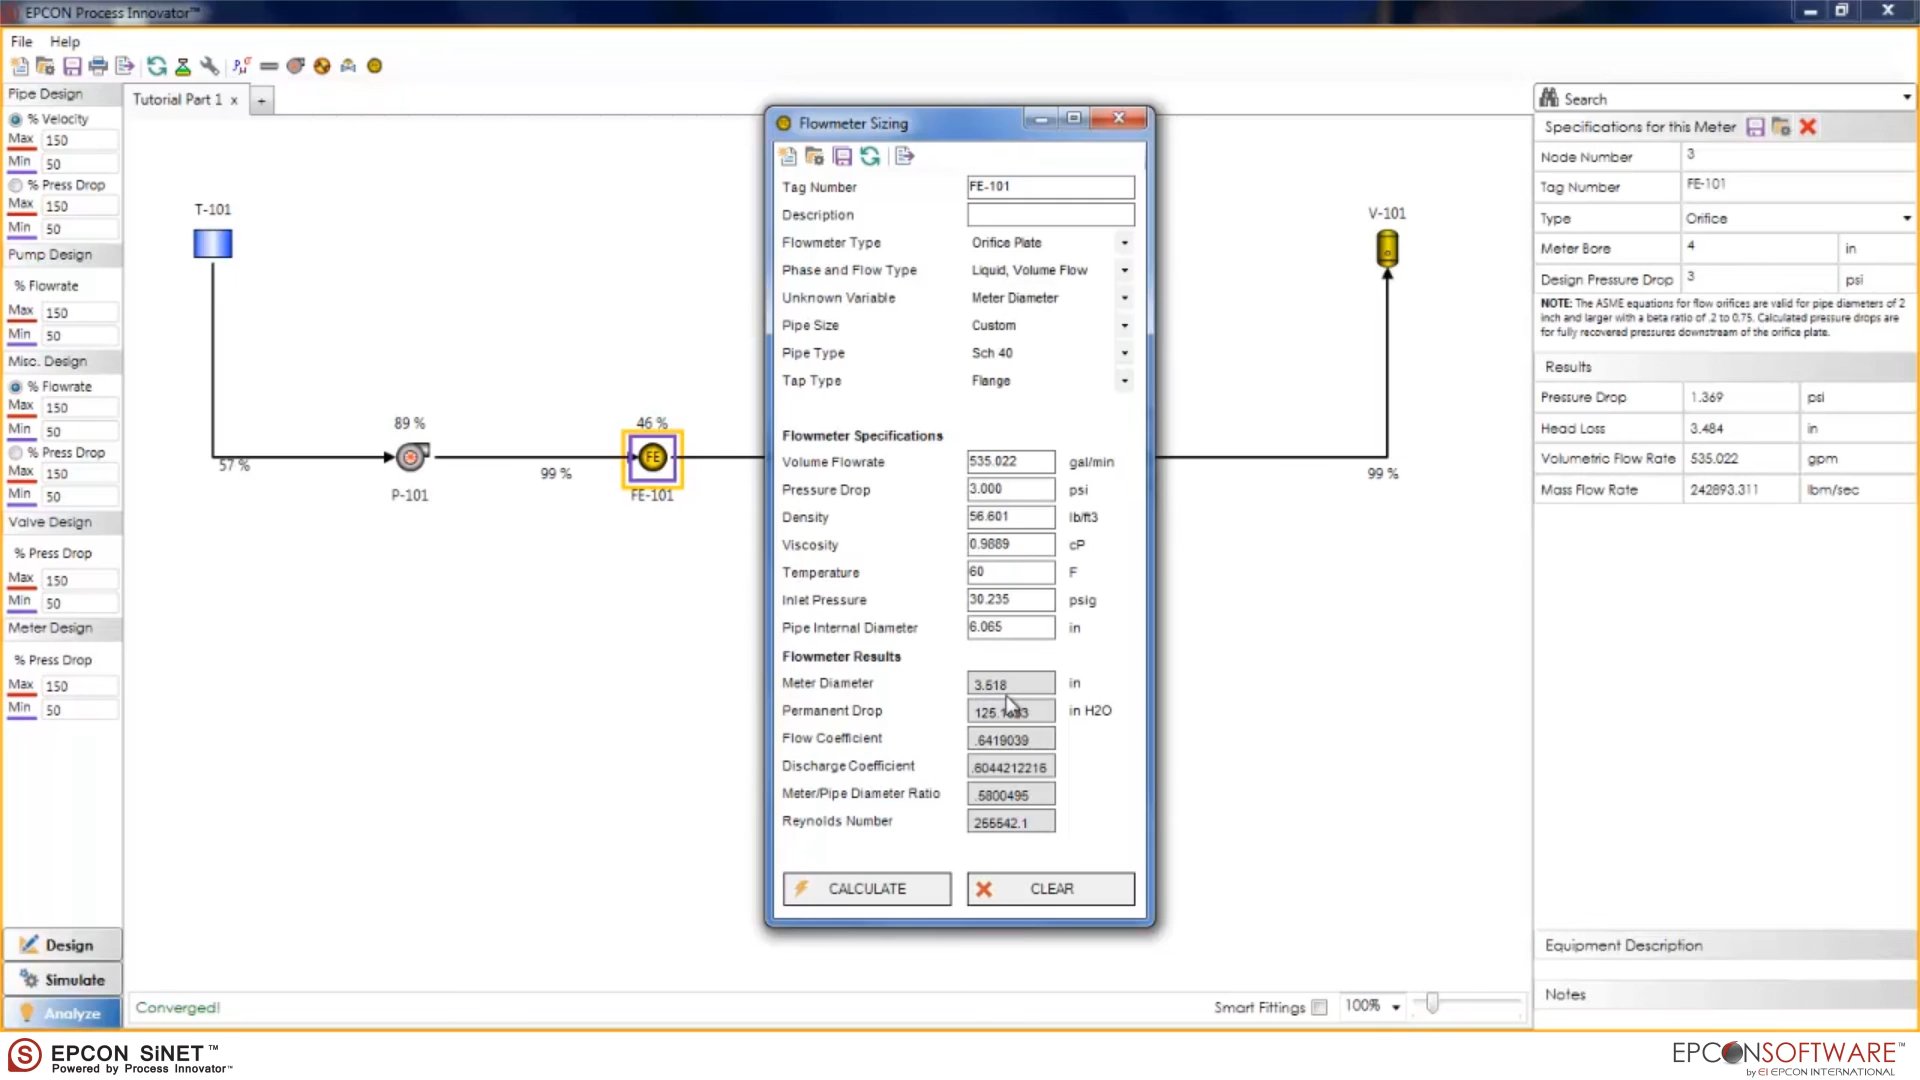 EPCON Process Innovator™
File Help
Pipe Design
% Velocity
Max 150
Min 50
% Press Drop
Max 150
Min 50
Pump Design
% Flowrate
Max 150
Min 50
Misc. Design
% Flowrate
Max 150
Min 50
% Press Drop
Max 150
Min 50
Valve Design
% Press Drop
Max 150
Min 50
Meter Design
% Press Drop
Max 150
Min 50
Design
Simulate
Analyze
Tutorial Part 1 x +
T-101
57 %
89 %
P-101
99 %
46 %
FE
FE-101
V-101
99 %
Flowmeter Sizing
Tag Number FE-101
Description
Flowmeter Type Orifice Plate
Phase and Flow Type Liquid, Volume Flow
Unknown Variable Meter Diameter
Pipe Size Custom
Pipe Type Sch 40
Tap Type Flange
Flowmeter Specifications
Volume Flowrate 535.022 gal/min
Pressure Drop 3.000 psi
Density 56.601 lb/ft3
Viscosity 0.9889 cP
Temperature 60 F
Inlet Pressure 30.235 psig
Pipe Internal Diameter 6.065 in
Flowmeter Results
Meter Diameter 3.518 in
Permanent Drop in H2O
Flow Coefficient .6419039
Discharge Coefficient .6044212216
Meter/Pipe Diameter Ratio .5800495
Reynolds Number 266542.1
CALCULATE CLEAR
Search
Specifications for this Meter
Node Number 3
Tag Number FE-101
Type Orifice
Meter Bore 4 in
Design Pressure Drop 3 psi
NOTE: The ASME equations for flow orifices are valid for pipe diameters of 2
inch and larger with a beta ratio of .2 to 0.75. Calculated pressure drops are
for fully recovered pressures downstream of the orifice plate.
Results
Pressure Drop 1.369 psi
Head Loss 3.484 in
Volumetric Flow Rate 535.022 gpm
Mass Flow Rate 242893.311 lbm/sec
Equipment Description
Notes
Converged!
Smart Fittings 100%
S EPCON SiNET™
Powered by Process Innovator™
EPCONSOFTWARE™
by EI EPCON INTERNATIONAL